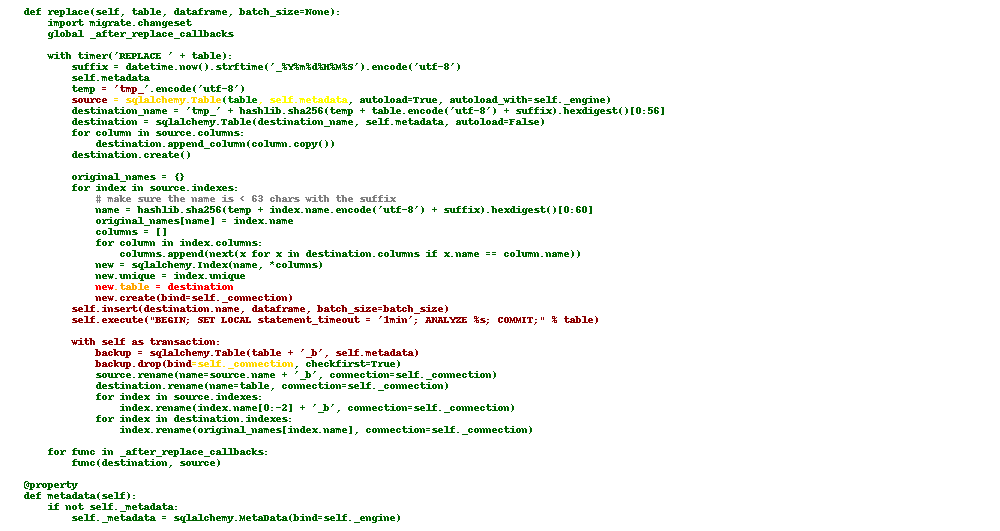 def replace(self, table, dataframe, batch_size=None):
    import migrate.changeset
    global _after_replace_callbacks

    with timer('REPLACE ' + table):
        suffix = datetime.now().strftime('_%Y%m%d%H%M%S').encode('utf-8')
        self.metadata
        temp = 'tmp_'.encode('utf-8')
        source = sqlalchemy.Table(table, self.metadata, autoload=True, autoload_with=self._engine)
        destination_name = 'tmp_' + hashlib.sha256(temp + table.encode('utf-8') + suffix).hexdigest()[0:56]
        destination = sqlalchemy.Table(destination_name, self.metadata, autoload=False)
        for column in source.columns:
            destination.append_column(column.copy())
        destination.create()

        original_names = {}
        for index in source.indexes:
            # make sure the name is < 63 chars with the suffix
            name = hashlib.sha256(temp + index.name.encode('utf-8') + suffix).hexdigest()[0:60]
            original_names[name] = index.name
            columns = []
            for column in index.columns:
                columns.append(next(x for x in destination.columns if x.name == column.name))
            new = sqlalchemy.Index(name, *columns)
            new.unique = index.unique
            new.table = destination
            new.create(bind=self._connection)
        self.insert(destination.name, dataframe, batch_size=batch_size)
        self.execute("BEGIN; SET LOCAL statement_timeout = '1min'; ANALYZE %s; COMMIT;" % table)

        with self as transaction:
            backup = sqlalchemy.Table(table + '_b', self.metadata)
            backup.drop(bind=self._connection, checkfirst=True)
            source.rename(name=source.name + '_b', connection=self._connection)
            destination.rename(name=table, connection=self._connection)
            for index in source.indexes:
                index.rename(index.name[0:-2] + '_b', connection=self._connection)
            for index in destination.indexes:
                index.rename(original_names[index.name], connection=self._connection)

    for func in _after_replace_callbacks:
        func(destination, source)

@property
def metadata(self):
    if not self._metadata:
        self._metadata = sqlalchemy.MetaData(bind=self._engine)